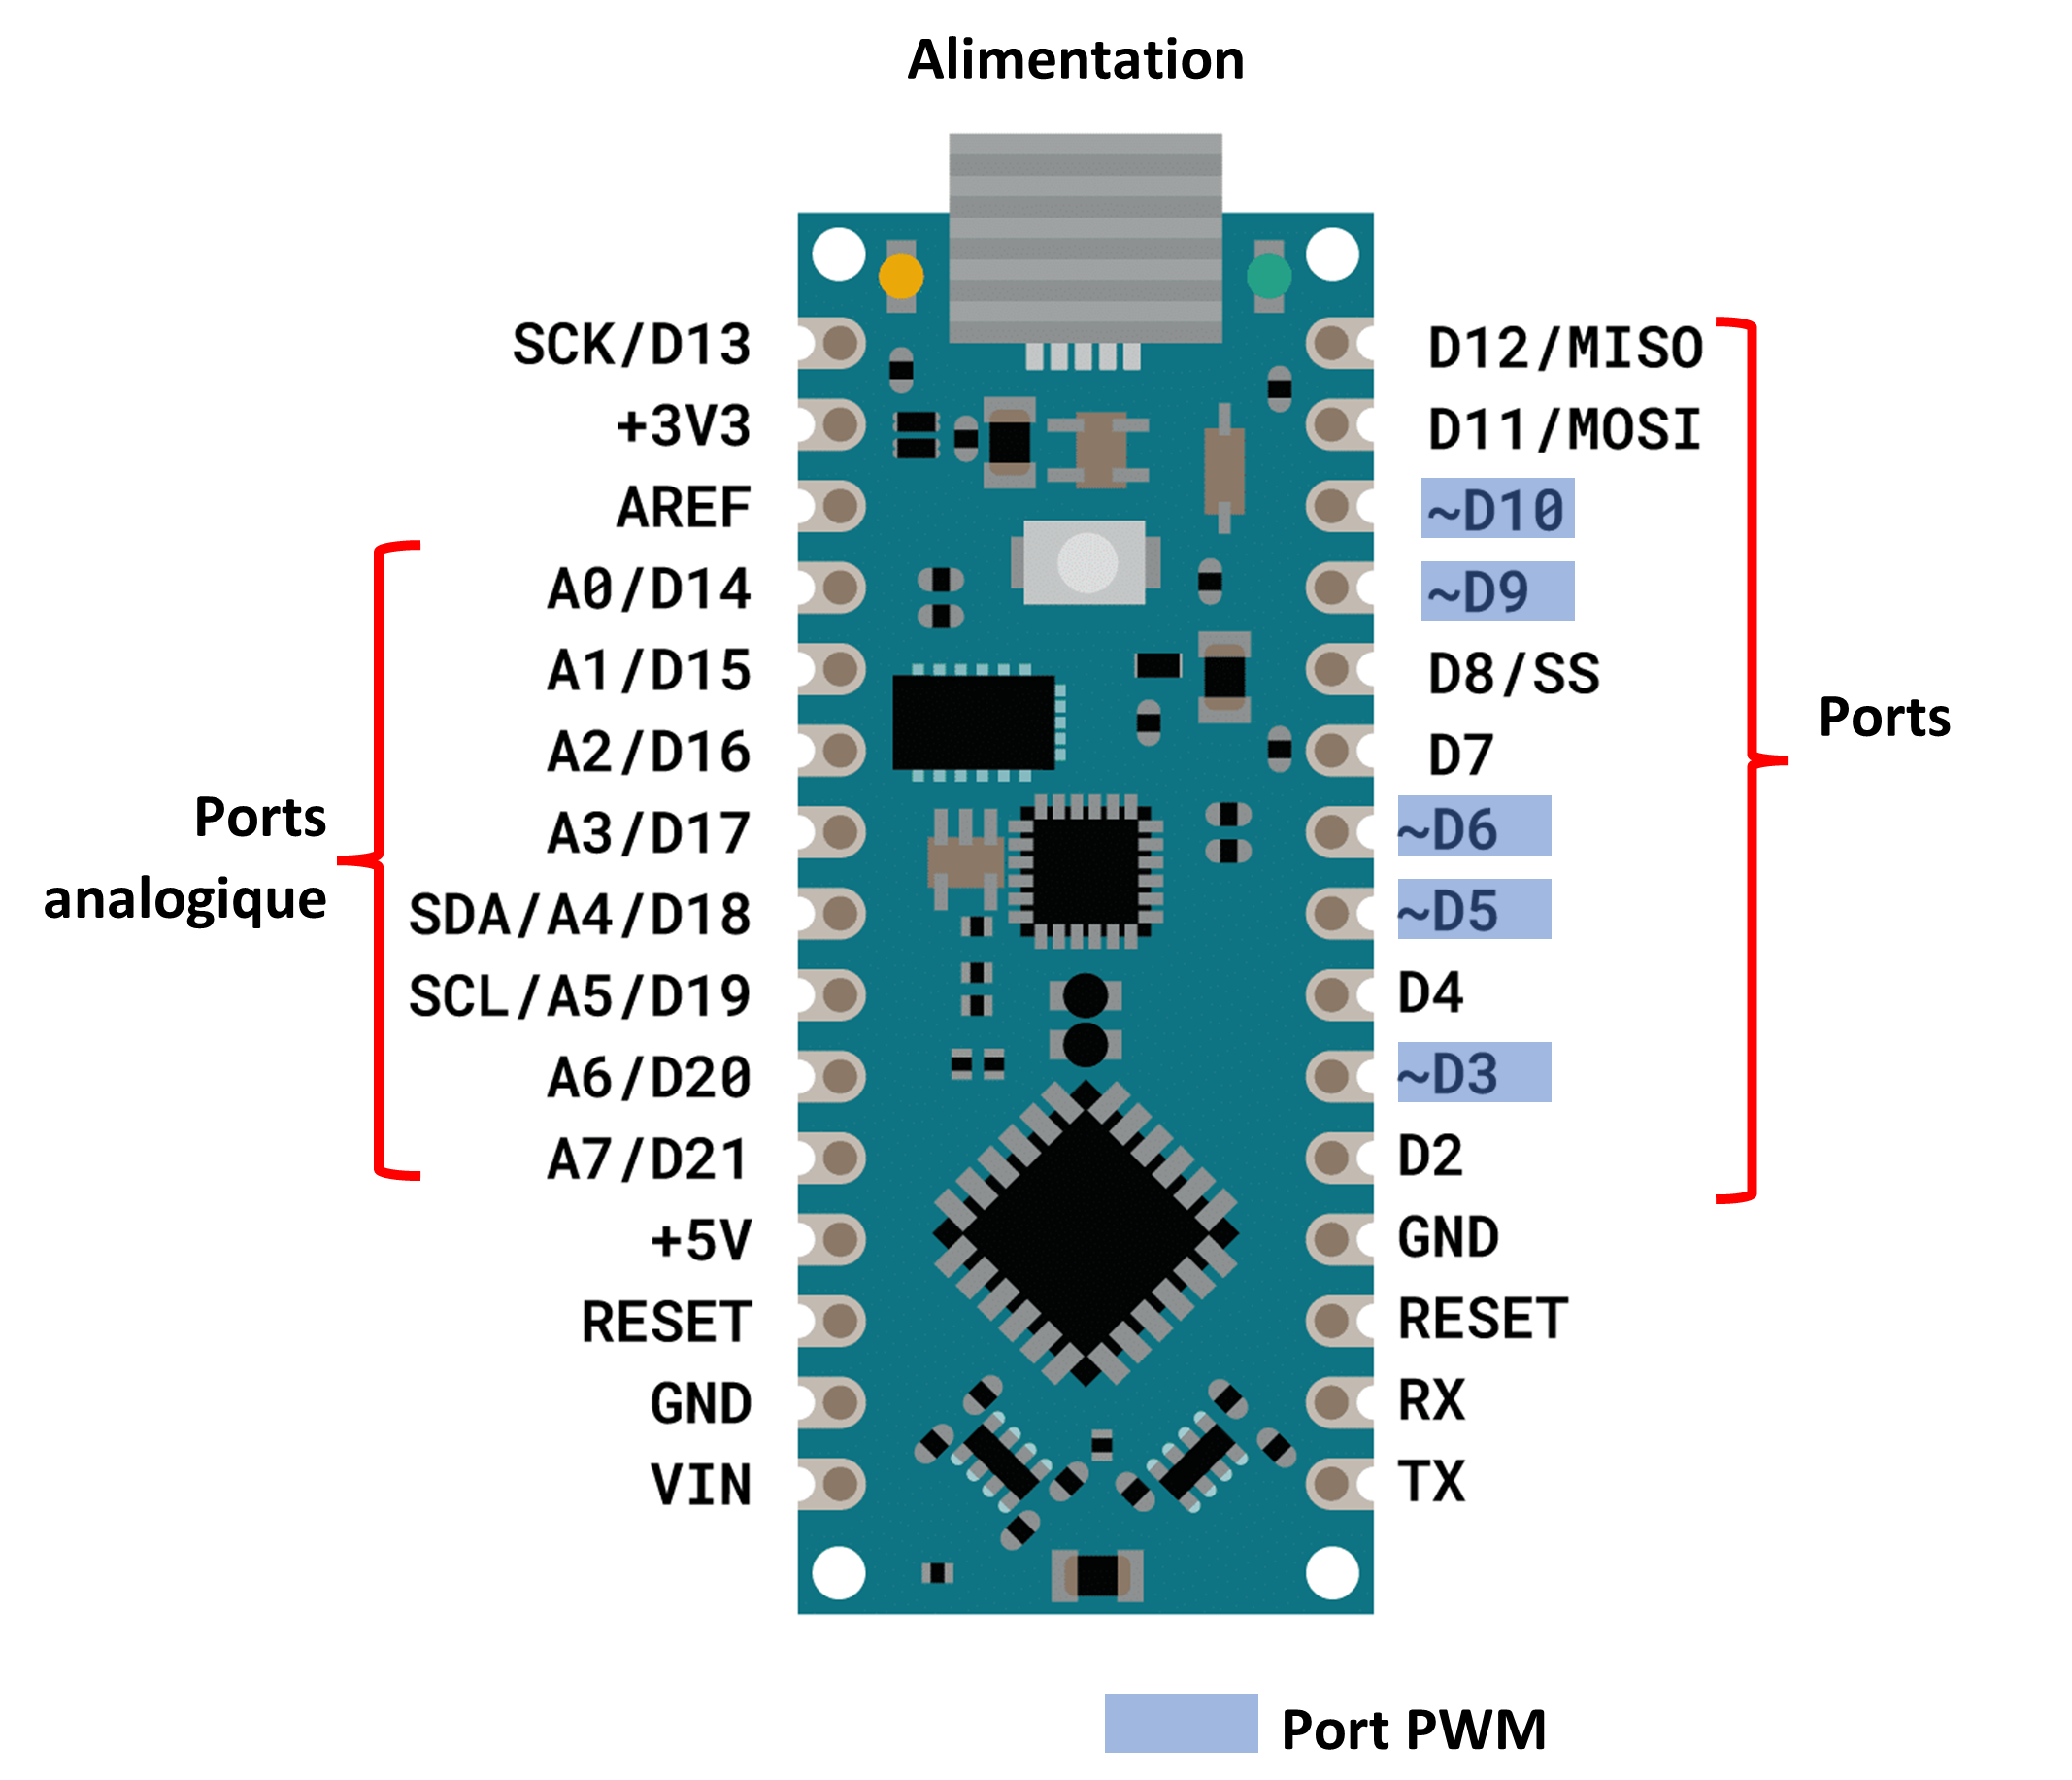 Alimentation
SCK/D13
+3V3
AREF
A0/D14
A1/D15
A2/D16
A3/D17
SDA/A4/D18
SCL/A5/D19
A6/D20
A7/D21
+5V
RESET
GND
VIN
Ports
analogique
D12/MISO
D11/MOSI
~D10
~D9
D8/SS
D7
~D6
~D5
D4
~D3
D2
GND
RESET
RX
TX
Ports
Port PWM